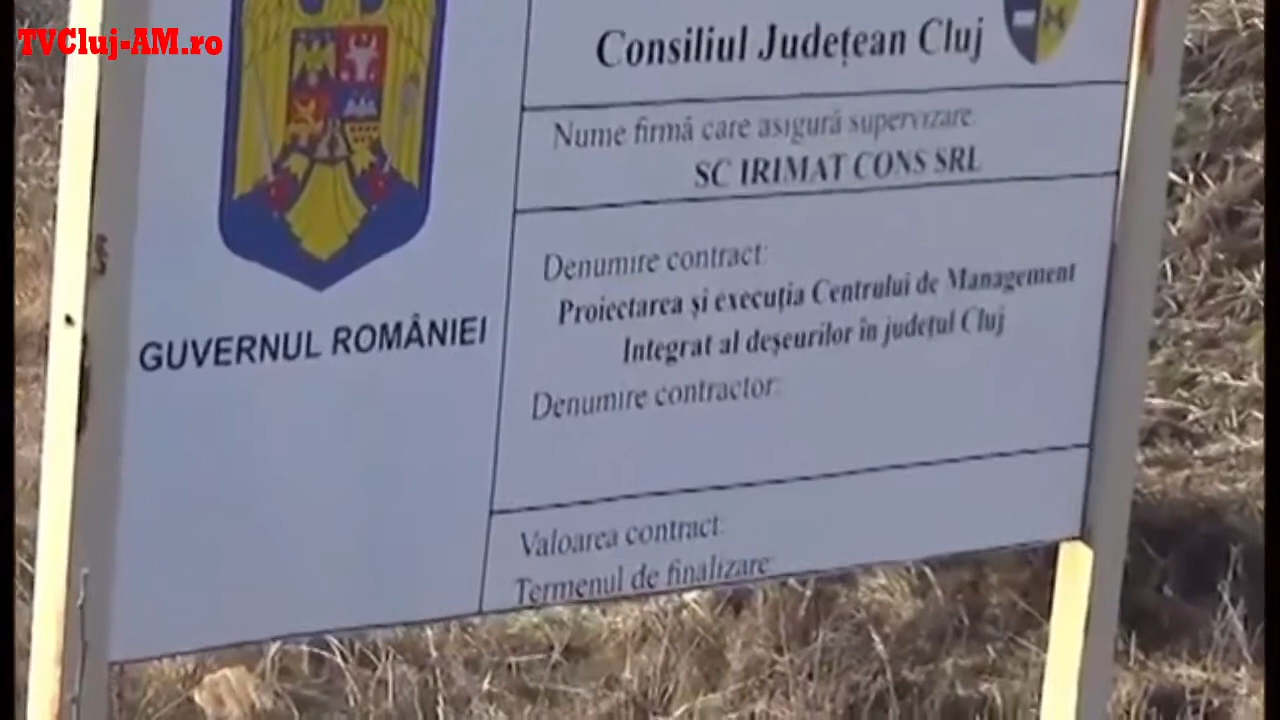 TVCluj-AM.ro
GUVERNUL ROMÂNIEI
Consiliul Județean Cluj
Nume firmă care asigură supervizare:
SC IRIMAT CONS SRL
Denumire contract:
Proiectarea și execuția Centrului de Management
Integrat al deșeurilor în județul Cluj
Denumire contractor:
Valoarea contract:
Termenul de finalizare: